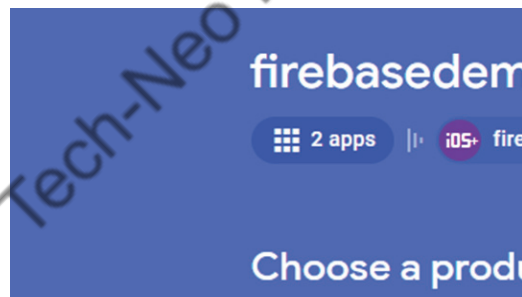 Tech-Neo
firebasedem
2 apps
iOS+ fire
Choose a produ